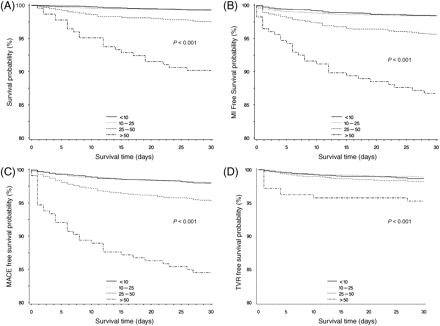 (A)
100
95
90
85
80
Survival probability (%)
P < 0.001
<10
10−25
25−50
>50
0 5 10 15 20 25 30
Survival time (days)
(B)
100
95
90
85
80
MI Free Survival probability (%)
P < 0.001
<10
10−25
25−50
>50
0 5 10 15 20 25 30
Survival time (days)
(C)
100
95
90
85
80
MACE free survival probability (%)
P < 0.001
<10
10−25
25−50
>50
0 5 10 15 20 25 30
Survival time (days)
(D)
100
95
90
85
80
TVR free survival probability (%)
P < 0.001
<10
10−25
25−50
>50
0 5 10 15 20 25 30
Survival time (days)